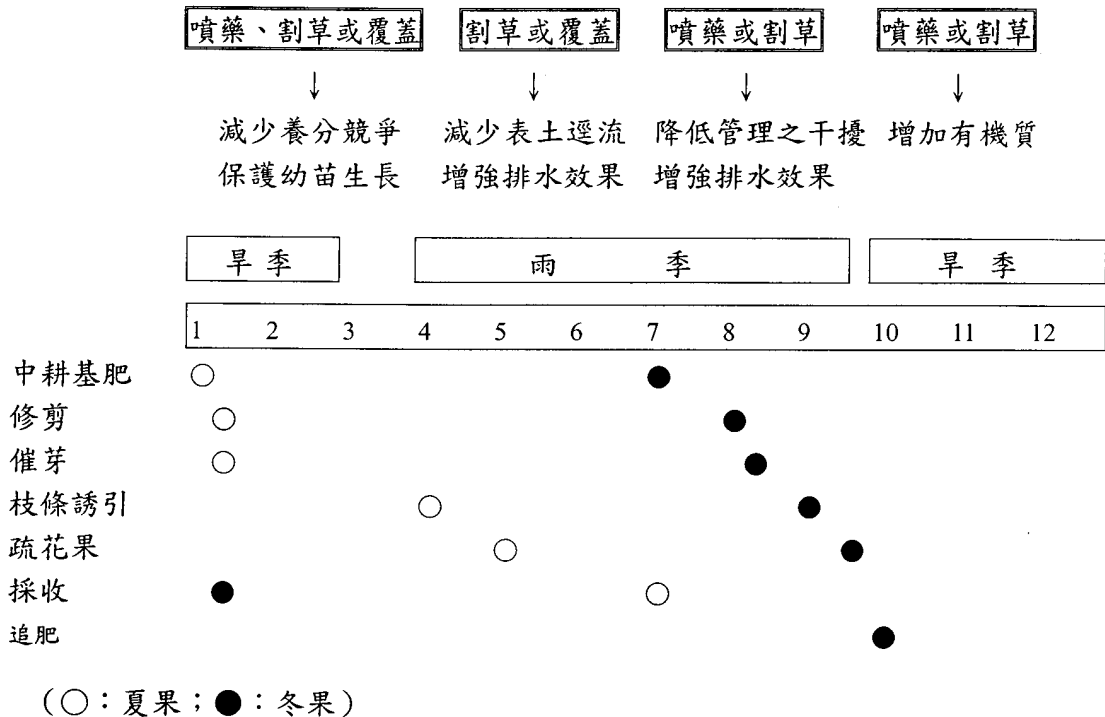 噴藥、割草或覆蓋 割草或覆蓋 噴藥或割草 噴藥或割草
↓ ↓ ↓ ↓
減少養分競爭 減少表土逕流 降低管理之干擾 增加有機質
保護幼苗生長 增強排水效果 增強排水效果
旱季 雨季 旱季
1 2 3 4 5 6 7 8 9 10 11 12
中耕基肥 ○ ●
修剪 ○ ●
催芽 ○ ●
枝條誘引 ○ ●
疏花果 ○ ●
採收 ● ○
追肥 ●
(○：夏果；●：冬果)